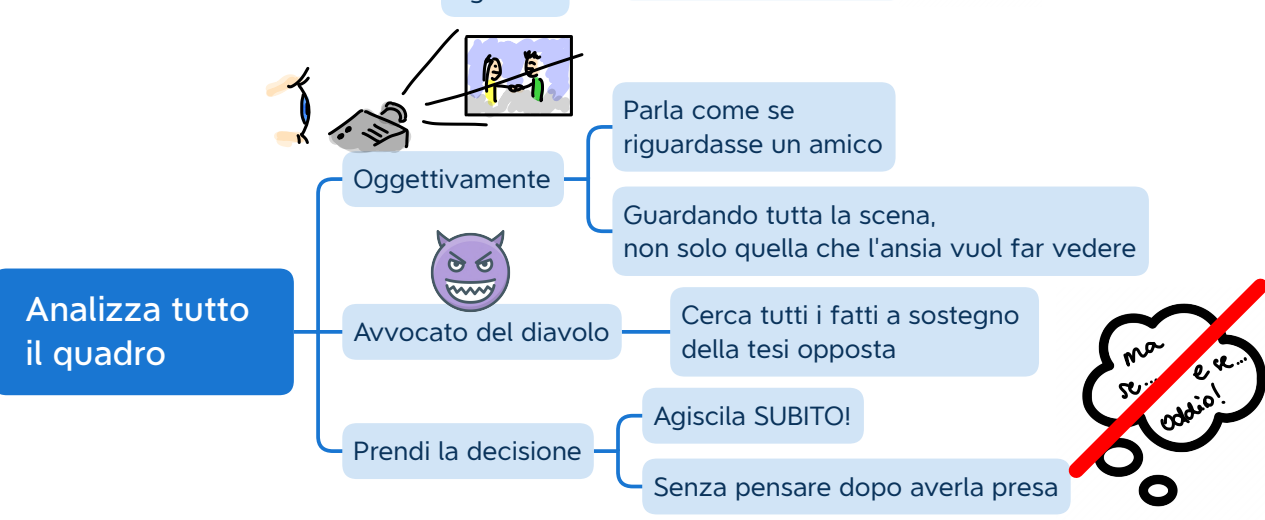 Parla come se
riguardasse un amico
Oggettivamente
Guardando tutta la scena,
non solo quella che l'ansia vuol far vedere
Analizza tutto
il quadro
Avvocato del diavolo
Cerca tutti i fatti a sostegno
della tesi opposta
ma
se...
e se...
oddio!
Prendi la decisione
Agiscila SUBITO!
Senza pensare dopo averla presa